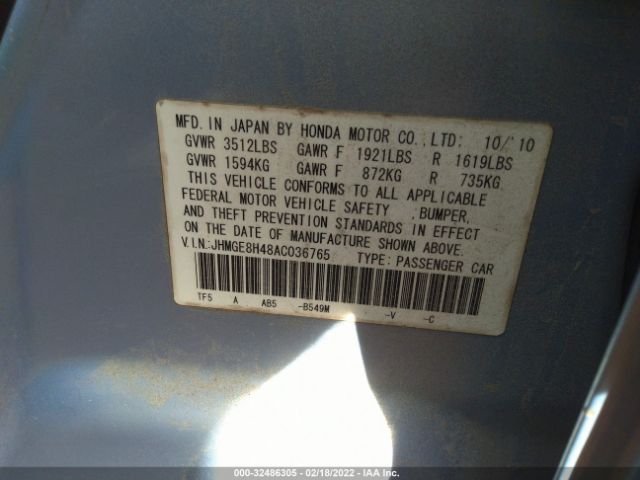 MFD. IN JAPAN BY HONDA MOTOR CO., LTD: 10/'10
GVWR 3512LBS GAWR F 1921LBS R 1619LBS
GVWR 1594KG GAWR F 872KG R 735KG
THIS VEHICLE CONFORMS TO ALL APPLICABLE
FEDERAL MOTOR VEHICLE SAFETY , BUMPER,
AND THEFT PREVENTION STANDARDS IN EFFECT
ON THE DATE OF MANUFACTURE SHOWN ABOVE.
V.I.N.:JHMGE8H48AC036765 TYPE: PASSENGER CAR
TF5 A AB5 -B549M -V -C
000-32486305 - 02/18/2022 - IAA Inc.